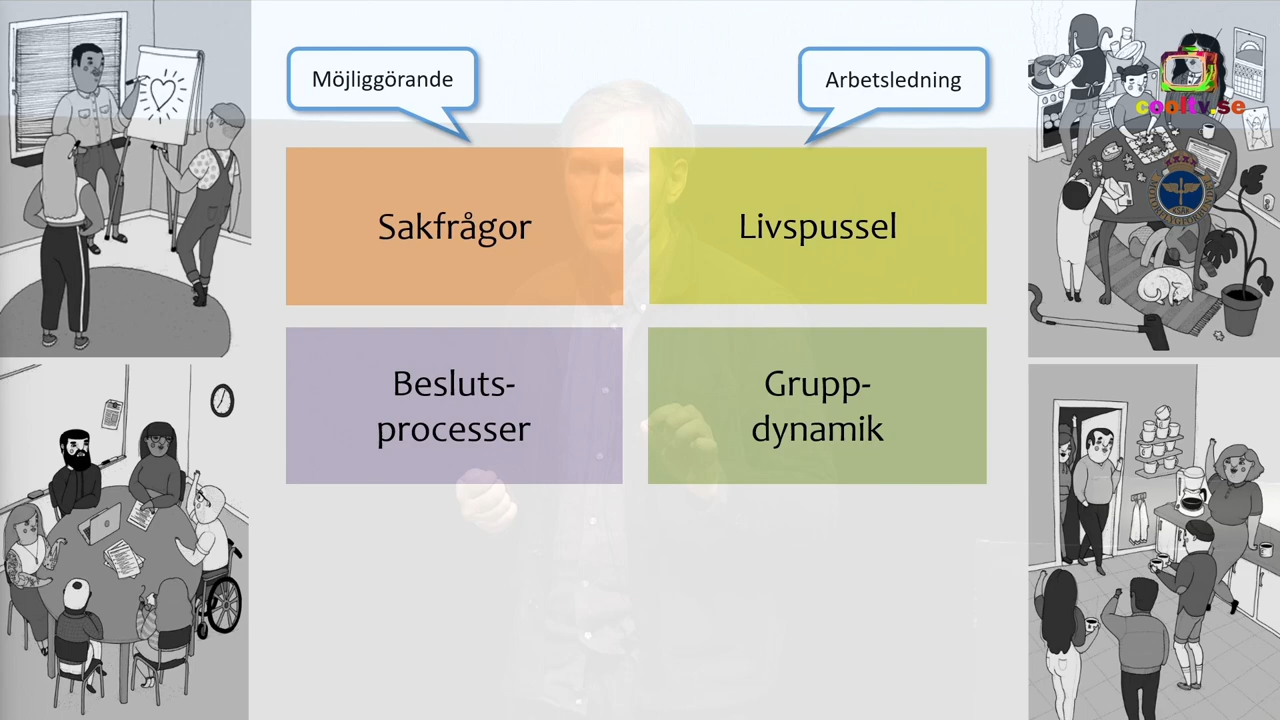 Möjliggörande
Arbetsledning
cooltv.se
Sakfrågor
Livspussel
Besluts-
processer
Grupp-
dynamik